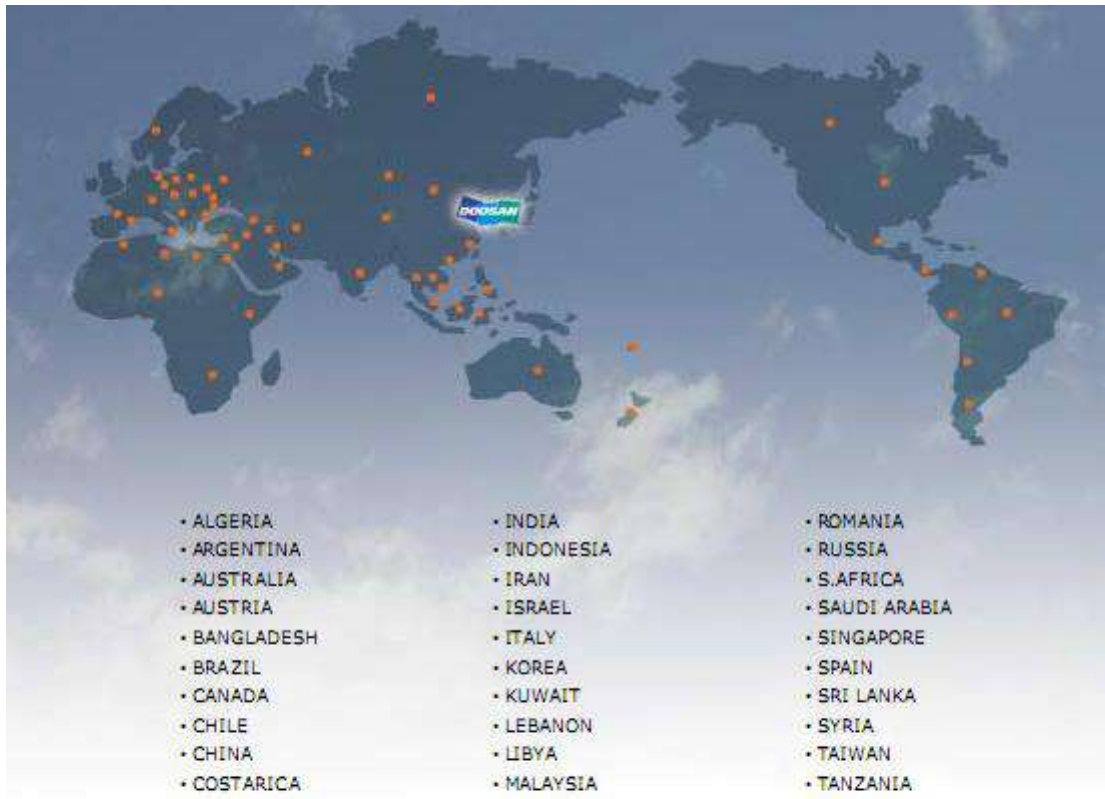 DOOSAN
• ALGERIA
• ARGENTINA
• AUSTRALIA
• AUSTRIA
• BANGLADESH
• BRAZIL
• CANADA
• CHILE
• CHINA
• COSTARICA
• INDIA
• INDONESIA
• IRAN
• ISRAEL
• ITALY
• KOREA
• KUWAIT
• LEBANON
• LIBYA
• MALAYSIA
• ROMANIA
• RUSSIA
• S.AFRICA
• SAUDI ARABIA
• SINGAPORE
• SPAIN
• SRI LANKA
• SYRIA
• TAIWAN
• TANZANIA